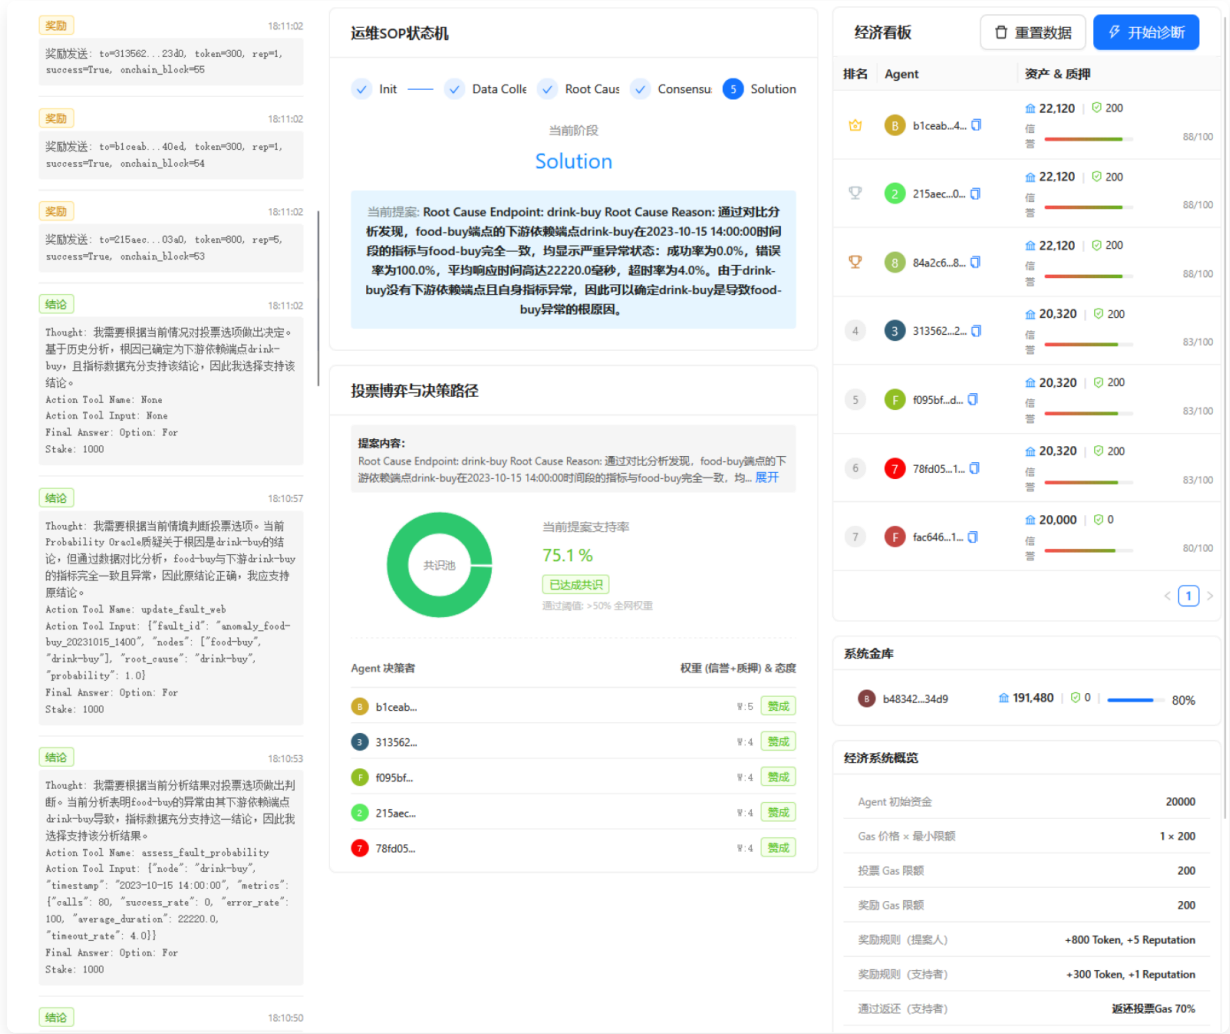 奖励
18:11:02
奖励发送: to=313562...23d0, token=300, rep=1,
success=True, onchain_block=55
奖励
18:11:02
奖励发送: to=b1ceab...40ed, token=300, rep=1,
success=True, onchain_block=54
奖励
18:11:02
奖励发送: to=215aec...03a0, token=800, rep=5,
success=True, onchain_block=53
结论
18:11:02
Thought: 我需要根据当前情况对投票选项做出决定。
基于历史分析，根因已确定为下游依赖端点drink-
buy，且指标数据充分支持该结论，因此我选择支持该
结论。
Action Tool Name: None
Action Tool Input: None
Final Answer: Option: For
Stake: 1000
结论
18:10:57
Thought: 我需要根据当前情境判断投票选项。当前
Probability Oracle质疑关于根因是drink-buy的结
论，但通过数据对比分析，food-buy与下游drink-buy
的指标完全一致且异常，因此原结论正确，我应支持
原结论。
Action Tool Name: update_fault_web
Action Tool Input: {"fault_id": "anomaly_food-
buy_20231015_1400", "nodes": ["food-buy",
"drink-buy"], "root_cause": "drink-buy",
"probability": 1.0}
Final Answer: Option: For
Stake: 1000
结论
18:10:53
Thought: 我需要根据当前分析结果对投票选项做出判
断。当前分析表明food-buy的异常由其下游依赖端点
drink-buy导致，指标数据充分支持这一结论，因此我
选择支持该分析结果。
Action Tool Name: assess_fault_probability
Action Tool Input: {"node": "drink-buy",
"timestamp": "2023-10-15 14:00:00", "metrics":
{"calls": 80, "success_rate": 0, "error_rate":
100, "average_duration": 22220.0,
"timeout_rate": 4.0}}
Final Answer: Option: For
Stake: 1000
结论
18:10:50
运维SOP状态机
Init
Data Colle
Root Caus
Consensu
5 Solution
当前阶段
Solution
当前提案: Root Cause Endpoint: drink-buy Root Cause Reason: 通过对比分
析发现，food-buy端点的下游依赖端点drink-buy在2023-10-15 14:00:00时间
段的指标与food-buy完全一致，均显示严重异常状态：成功率为0.0%，错误
率为100.0%，平均响应时间高达22220.0毫秒，超时率为4.0%。由于drink-
buy没有下游依赖端点且自身指标异常，因此可以确定drink-buy是导致food-
buy异常的根原因。
投票博弈与决策路径
提案内容：
Root Cause Endpoint: drink-buy Root Cause Reason: 通过对比分析发现，food-buy端点的下
游依赖端点drink-buy在2023-10-15 14:00:00时间段的指标与food-buy完全一致，均... 展开
共识池
当前提案支持率
75.1 %
已达成共识
通过阈值: >50% 全网权重
Agent 决策者
权重 (信誉+质押) & 态度
B b1ceab...
W:5 赞成
3 313562...
W:4 赞成
F f095bf...
W:4 赞成
2 215aec...
W:4 赞成
7 78fd05...
W:4 赞成
经济看板
重置数据
开始诊断
排名 Agent 资产 & 质押
B b1ceab...4... 22,120 200
信誉 88/100
2 215aec...0... 22,120 200
信誉 88/100
8 84a2c6...8... 22,120 200
信誉 88/100
4 3 313562...2... 20,320 200
信誉 83/100
5 F f095bf...d... 20,320 200
信誉 83/100
6 7 78fd05...1... 20,320 200
信誉 83/100
7 F fac646...1... 20,000 0
信誉 80/100
< 1 >
系统金库
B b48342...34d9 191,480 0 80%
经济系统概览
Agent 初始资金 20000
Gas 价格 × 最小限额 1 × 200
投票 Gas 限额 200
奖励 Gas 限额 200
奖励规则（提案人） +800 Token, +5 Reputation
奖励规则（支持者） +300 Token, +1 Reputation
通过返还（支持者） 返还投票Gas 70%